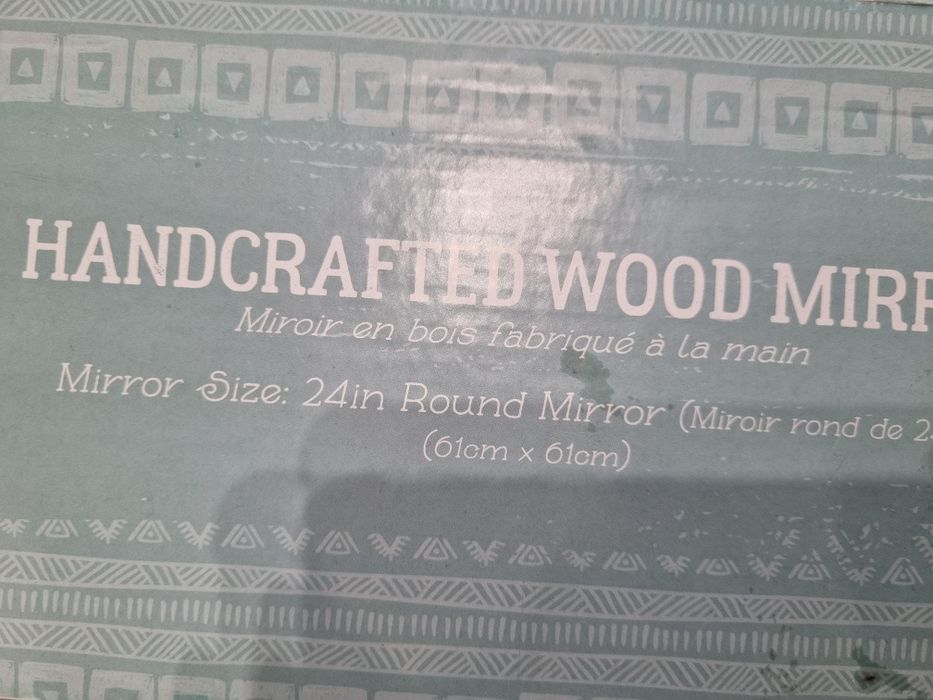 HANDCRAFTED WOOD
Miroir en bois fabriqué à la main
Mirror Size: 24in Round Mirror (Miroir rond de
(61cm x 61cm)